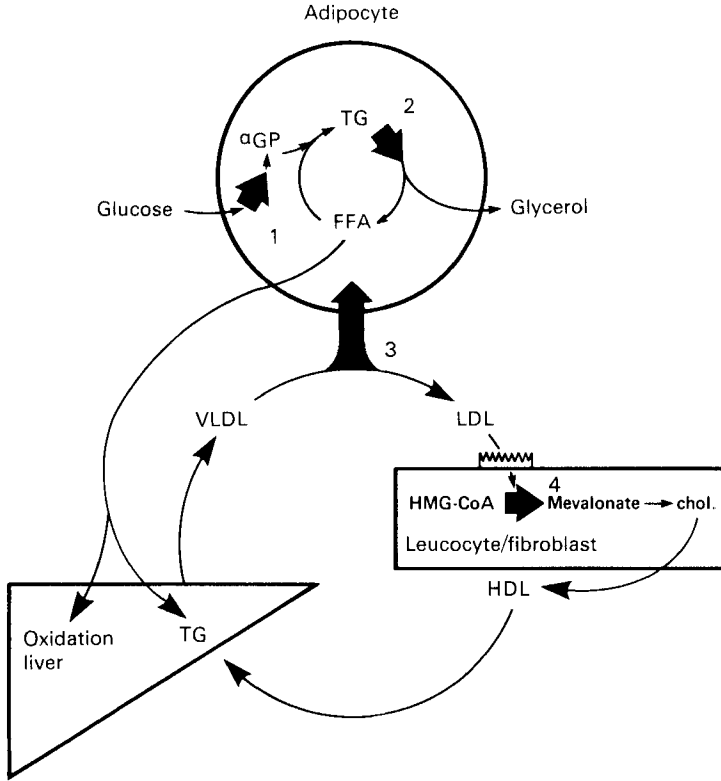 Adipocyte
TG
2
αGP
Glucose
1
FFA
Glycerol
3
VLDL
LDL
4
HMG-CoA
Mevalonate
chol.
Leucocyte/fibroblast
HDL
Oxidation
liver
TG